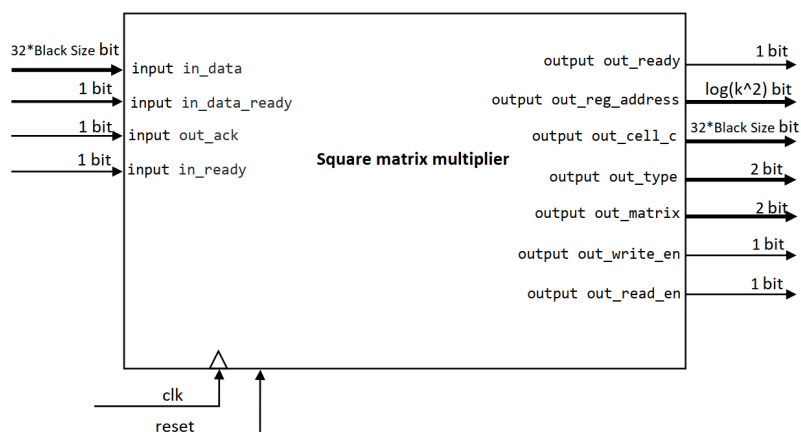 32*Black Size bit
input in_data
1 bit
input in_data_ready
1 bit
input out_ack
1 bit
input in_ready
Square matrix multiplier
output out_ready
1 bit
output out_reg_address
log(k^2) bit
output out_cell_c
32*Black Size bit
output out_type
2 bit
output out_matrix
2 bit
output out_write_en
1 bit
output out_read_en
1 bit
clk
reset